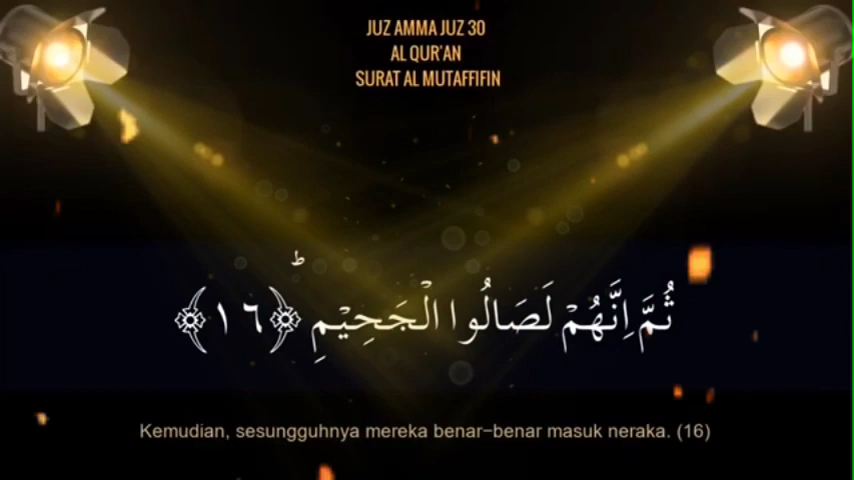 JUZ AMMA JUZ 30
AL QUR'AN
SURAT AL MUTAFFIFIN
ثُمَّ اِنَّهُمْ لَصَالُوا الْجَحِيْمِۗ ﴿١٦﴾
Kemudian, sesungguhnya mereka benar-benar masuk neraka. (16)